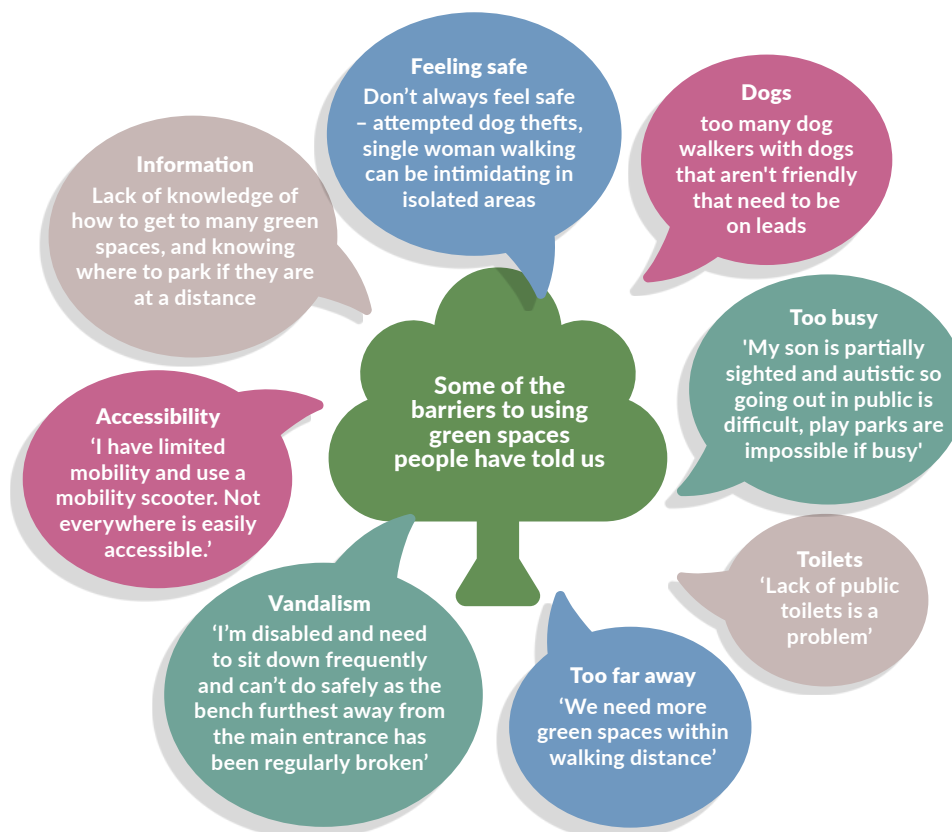 Feeling safe
Don’t always feel safe
– attempted dog thefts,
single woman walking
can be intimidating in
isolated areas
Dogs
too many dog
walkers with dogs
that aren't friendly
that need to be
on leads
Information
Lack of knowledge of
how to get to many green
spaces, and knowing
where to park if they are
at a distance
Too busy
'My son is partially
sighted and autistic so
going out in public is
difficult, play parks are
impossible if busy'
Some of the
barriers to using
green spaces
people have told us
Accessibility
‘I have limited
mobility and use a
mobility scooter. Not
everywhere is easily
accessible.’
Toilets
‘Lack of public
toilets is a
problem’
Vandalism
‘I’m disabled and need
to sit down frequently
and can’t do safely as the
bench furthest away from
the main entrance has
been regularly broken’
Too far away
‘We need more
green spaces within
walking distance’